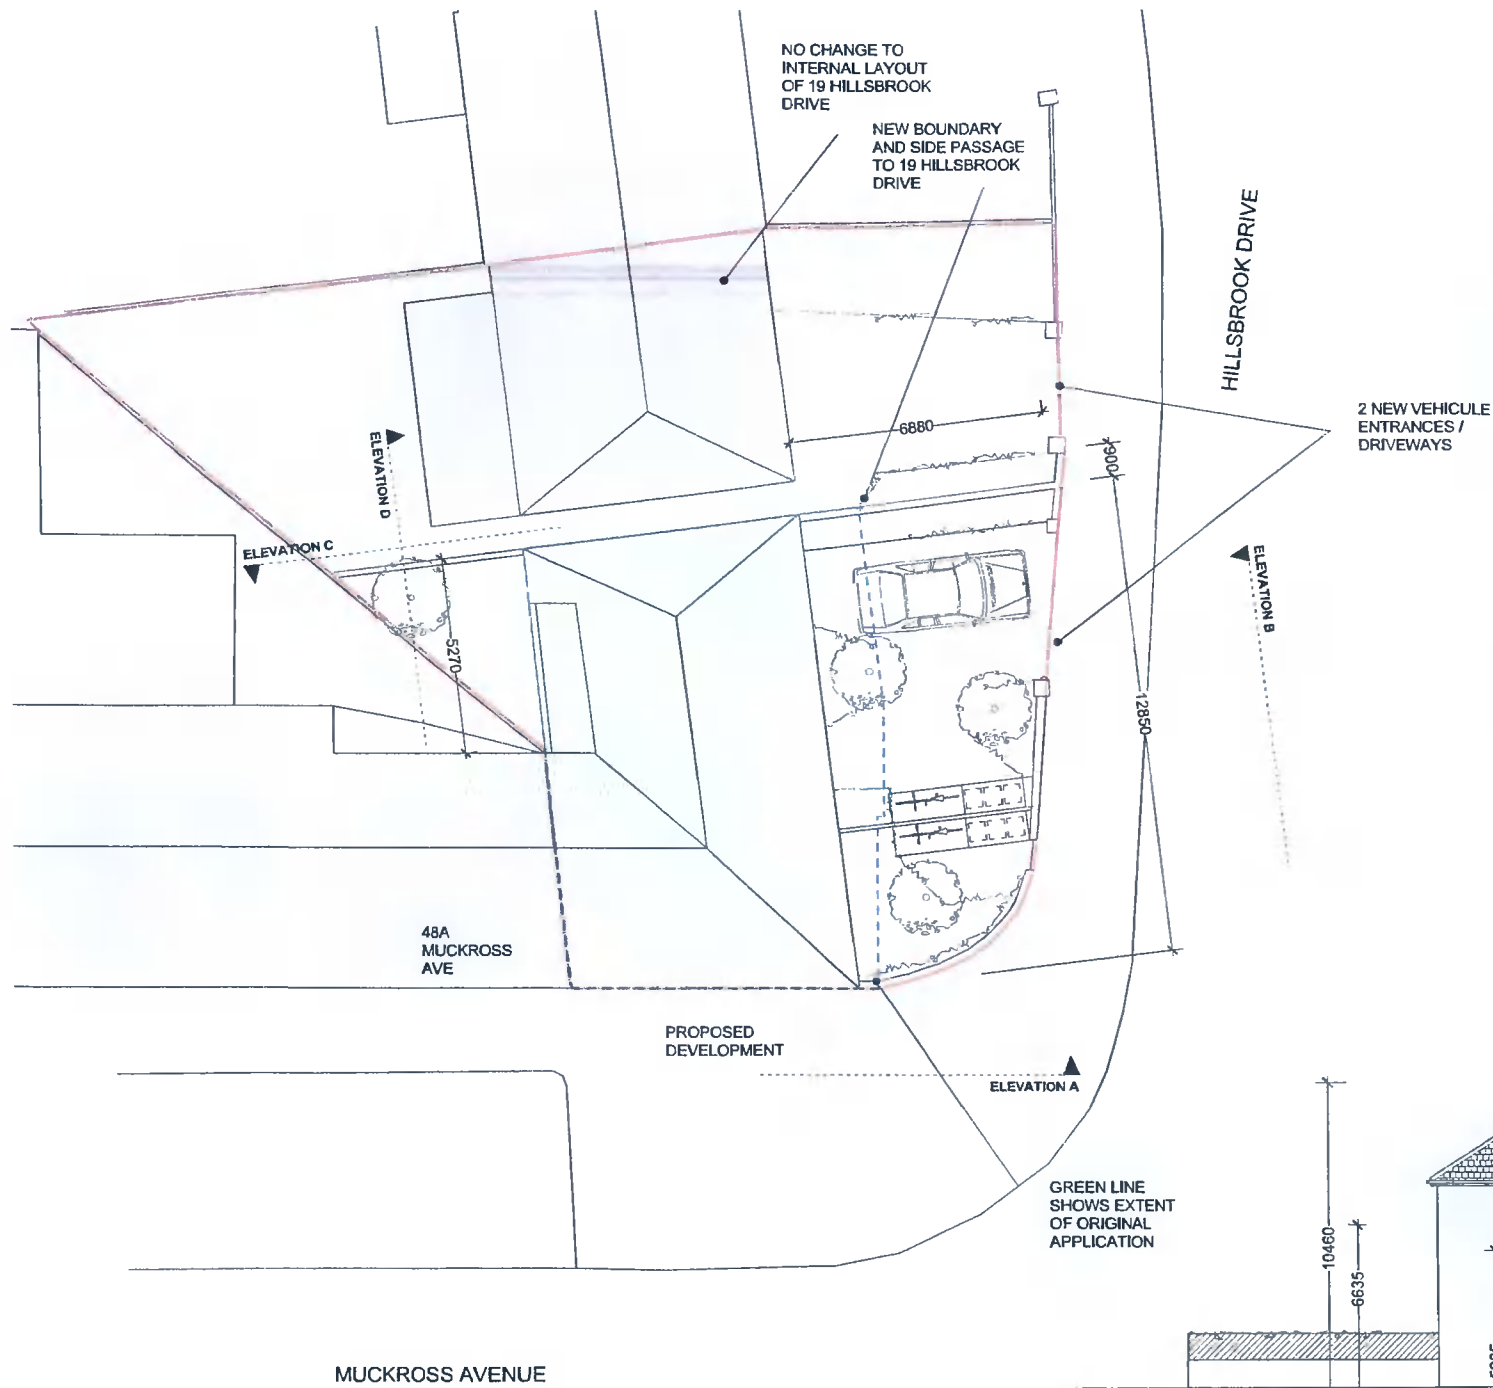 NO CHANGE TO
INTERNAL LAYOUT
OF 19 HILLSBROOK
DRIVE
NEW BOUNDARY
AND SIDE PASSAGE
TO 19 HILLSBROOK
DRIVE
HILLSBROOK DRIVE
2 NEW VEHICULE
ENTRANCES /
DRIVEWAYS
6880
900
ELEVATION D
ELEVATION C
ELEVATION B
5270
12850
48A
MUCKROSS
AVE
PROPOSED
DEVELOPMENT
ELEVATION A
GREEN LINE
SHOWS EXTENT
OF ORIGINAL
APPLICATION
10460
6635
MUCKROSS AVENUE